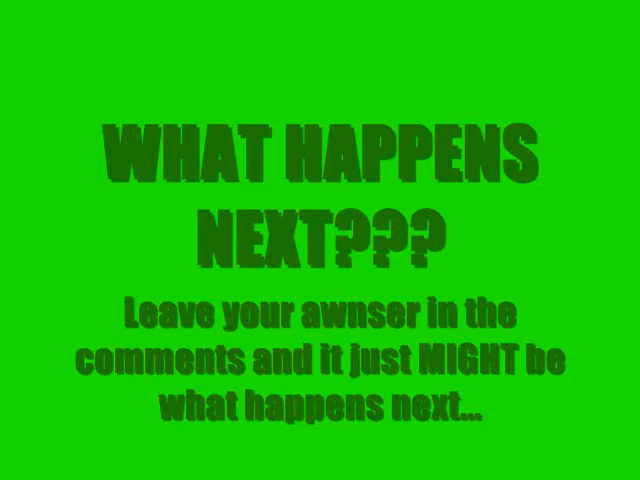 WHAT HAPPENS
NEXT???
Leave your awnser in the
comments and it just MIGHT be
what happens next...